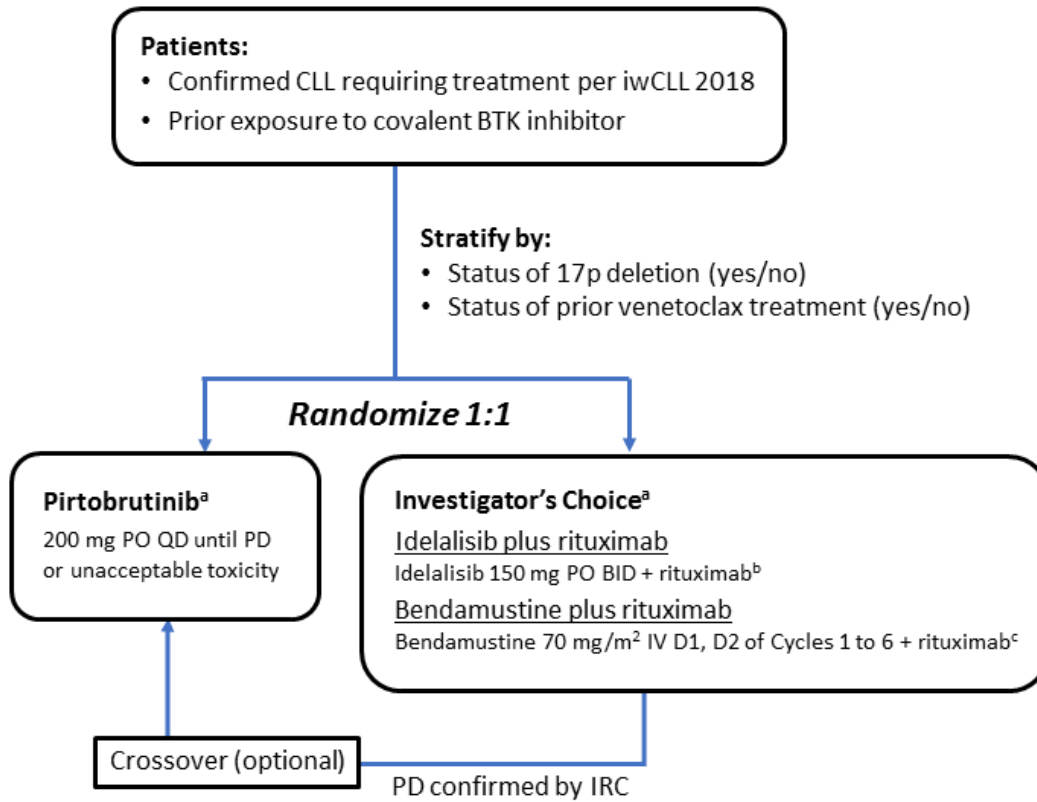 Patients:
• Confirmed CLL requiring treatment per iwCLL 2018
• Prior exposure to covalent BTK inhibitor
Stratify by:
• Status of 17p deletion (yes/no)
• Status of prior venetoclax treatment (yes/no)
Randomize 1:1
Pirtobrutinibᵃ
200 mg PO QD until PD
or unacceptable toxicity
Investigator's Choiceᵃ
Idelalisib plus rituximab
Idelalisib 150 mg PO BID + rituximabᵇ
Bendamustine plus rituximab
Bendamustine 70 mg/m² IV D1, D2 of Cycles 1 to 6 + rituximabᶜ
Crossover (optional)
PD confirmed by IRC